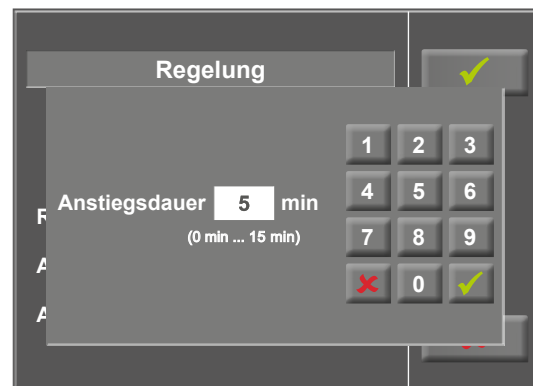 Regelung
1 2 3
Anstiegsdauer 5 min
4 5 6
(0 min ... 15 min)
7 8 9
0
R
A
A